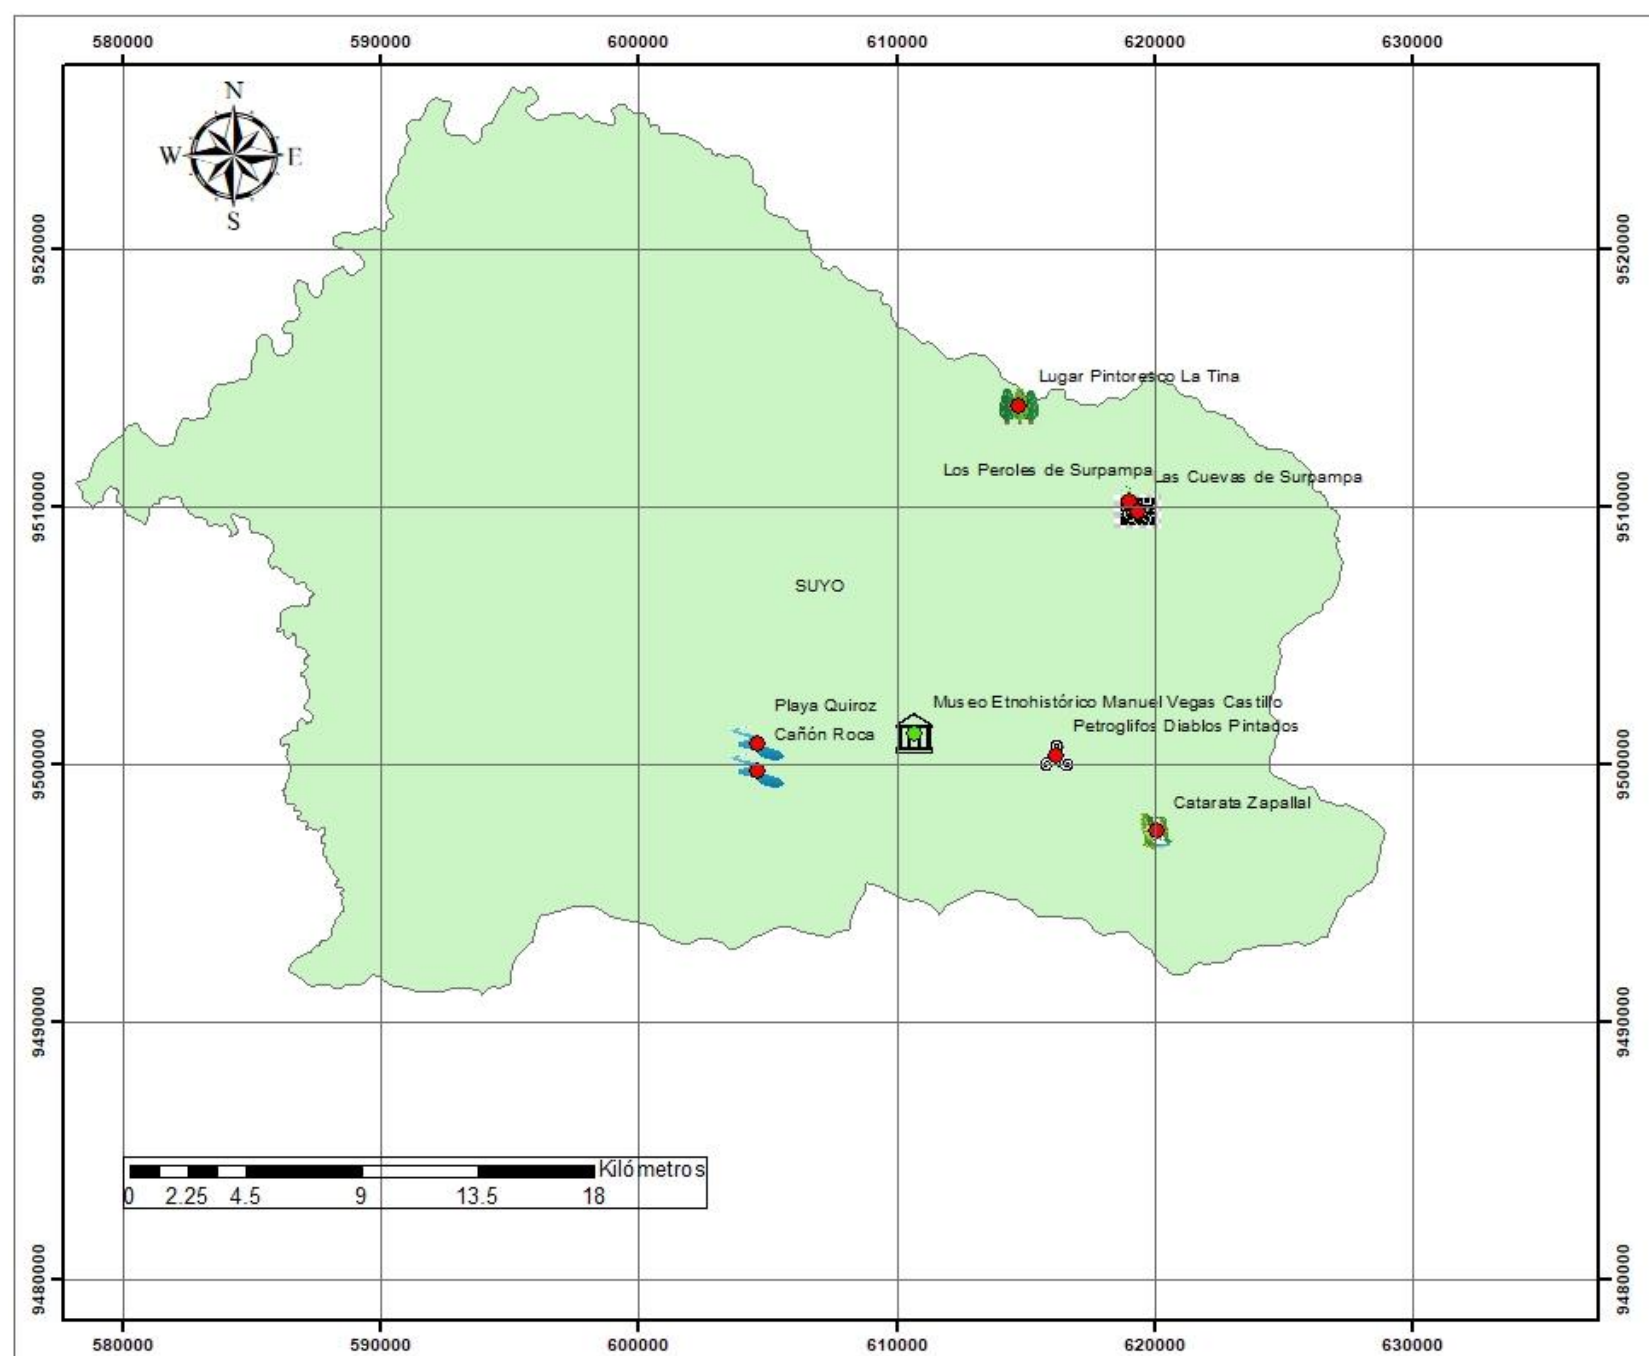 580000 590000 600000 610000 620000 630000
N
W E
S
9520000 9520000
Lugar Pintoresco La Tina
Los Peroles de Surpampa Las Cuevas de Surpampa
9510000 9510000
SUYO
Playa Quiroz Museo Etnohistórico Manuel Vegas Castillo
Cañón Roca Petroglifos Diablos Pintados
9500000 9500000
Catarata Zapallal
9490000 9490000
Kilómetros
0 2.25 4.5 9 13.5 18
9480000 9480000
580000 590000 600000 610000 620000 630000